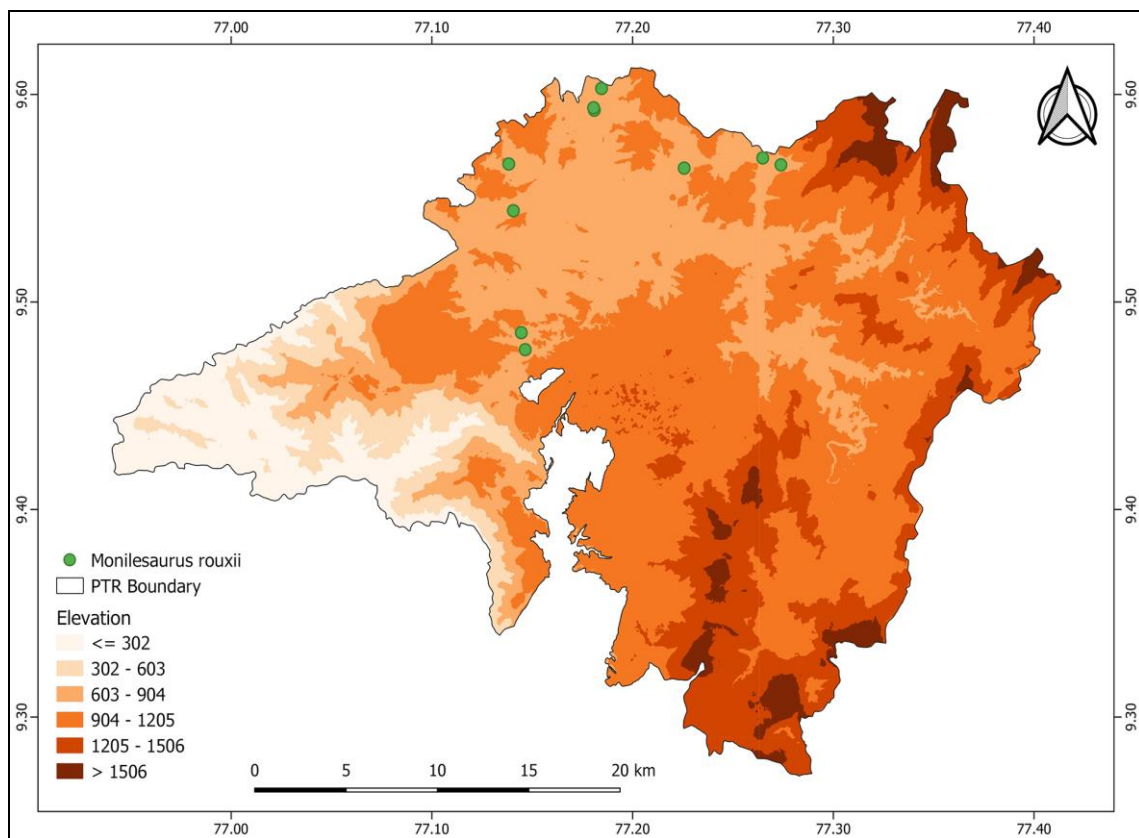 77.00 77.10 77.20 77.30 77.40
9.60 9.60
9.50 9.50
9.40 9.40
9.30 9.30
Monilesaurus rouxii
PTR Boundary
Elevation
<= 302
302 - 603
603 - 904
904 - 1205
1205 - 1506
> 1506
0 5 10 15 20 km
77.00 77.10 77.20 77.30 77.40